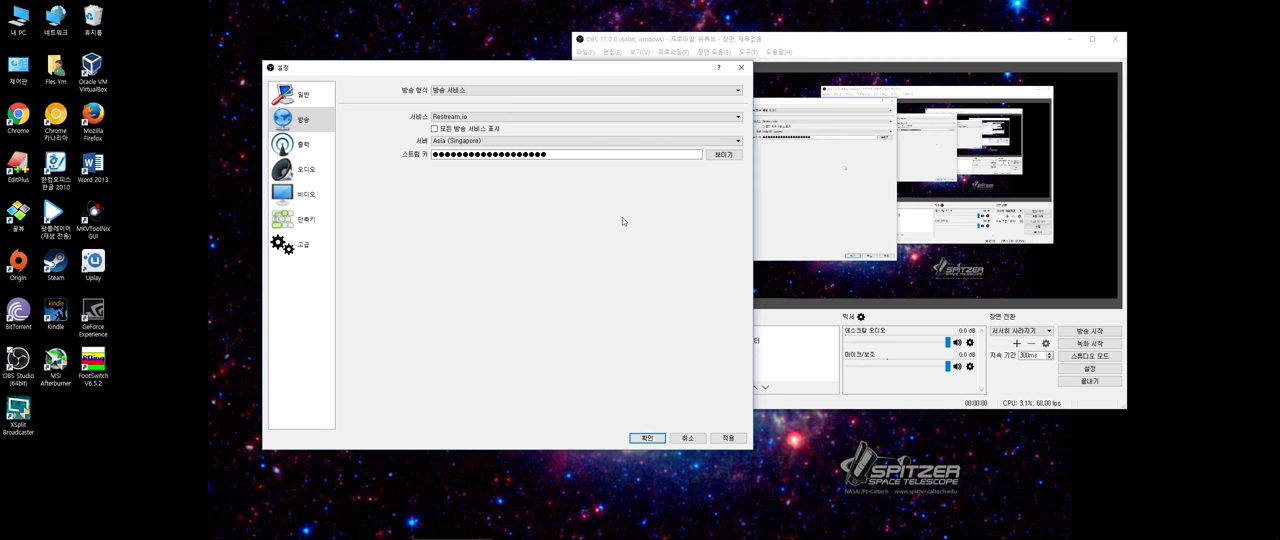 내 PC
네트워크
휴지통
제어판
Fles Ym
Oracle VM
VirtualBox
Chrome
Chrome
카나리아
Mozilla
Firefox
EditPlus
한컴오피스
한글 2010
Word 2013
꿀뷰
팟플레이어
(재생 전용)
MKVToolNix
GUI
Origin
Steam
Uplay
BitTorrent
Kindle
GeForce
Experience
OBS Studio
(64bit)
MSI
Afterburner
FootSwitch
V6.5.2
XSplit
Broadcaster
설정
?
일반
방송
출력
오디오
비디오
단축키
고급
방송 형식 방송 서비스
서비스 Restream.io
모든 방송 서비스 표시
서버 Asia (Singapore)
스트림 키 ●●●●●●●●●●●●●●●●●●● 보이기
확인 취소 적용
OBS 17.0.0 (64bit, windows) - 프로파일: 유튜브 - 장면: 제목없음
파일(F) 편집(E) 보기(V) 프로파일(P) 장면 모음(S) 도구(T) 도움말(H)
믹서
데스크탑 오디오 0.0 dB
마이크/보조 0.0 dB
장면 전환
서서히 사라지기
지속 기간 300ms
방송 시작
녹화 시작
스튜디오 모드
설정
끝내기
00:00:00 CPU: 3.1%, 60.00 fps
SPITZER
SPACE TELESCOPE
NASA/JPL-Caltech www.spitzer.caltech.edu